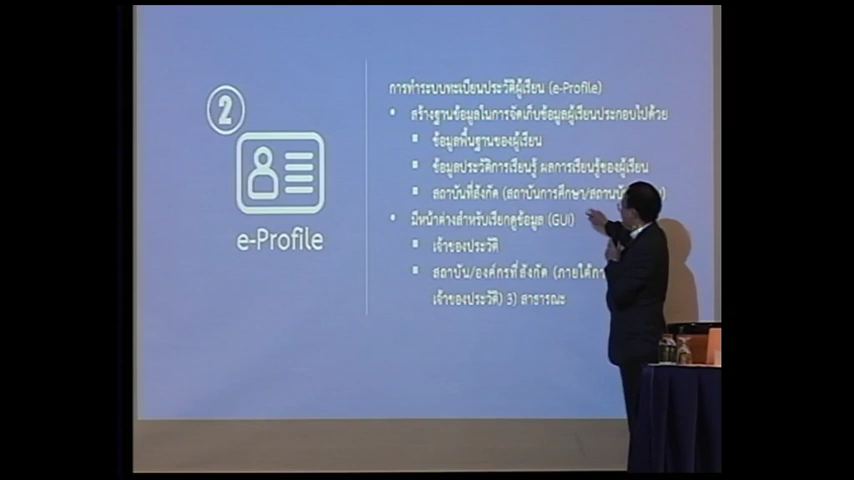 2
e-Profile
การทำระบบทะเบียนประวัติผู้เรียน (e-Profile)
• สร้างฐานข้อมูลในการจัดเก็บข้อมูลผู้เรียนประกอบไปด้วย
▪ ข้อมูลพื้นฐานของผู้เรียน
▪ ข้อมูลประวัติการเรียนรู้ ผลการเรียนรู้ของผู้เรียน
▪ สถาบันที่สังกัด (สถาบันการศึกษา/
• มีหน้าต่างสำหรับเรียกดูข้อมูล (GUI)
▪ เจ้าของประวัติ
▪ สถาบัน/องค์กรที่สังกัด (ภายใต้
เจ้าของประวัติ) 3) สาธารณะ